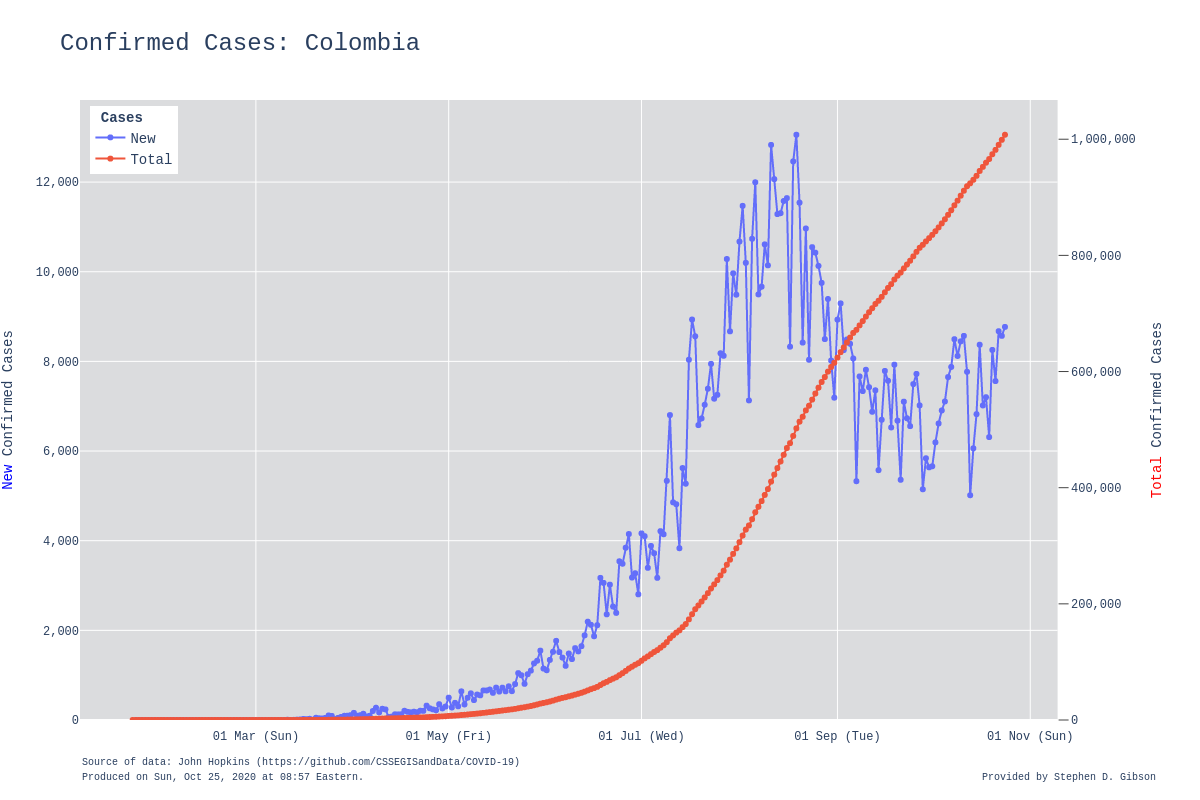 Confirmed Cases: Colombia
Cases
New
Total
12,000
10,000
8,000
6,000
4,000
2,000
0
New Confirmed Cases
1,000,000
800,000
600,000
400,000
200,000
0
Total Confirmed Cases
01 Mar (Sun)
01 May (Fri)
01 Jul (Wed)
01 Sep (Tue)
01 Nov (Sun)
Source of data: John Hopkins (https://github.com/CSSEGISandData/COVID-19)
Produced on Sun, Oct 25, 2020 at 08:57 Eastern.
Provided by Stephen D. Gibson